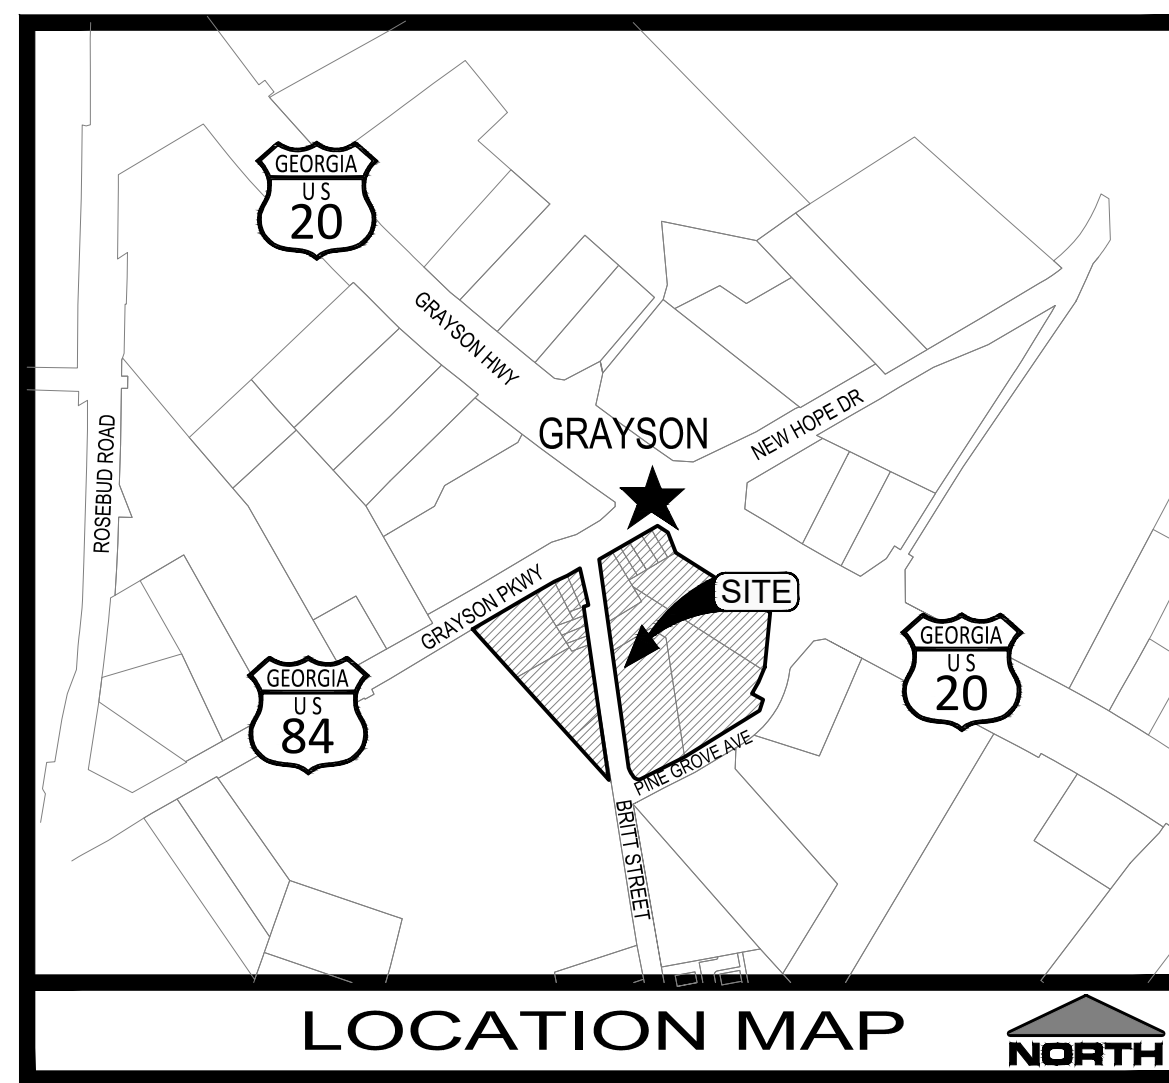 GEORGIA
US
20
GRAYSON HWY
GRAYSON
NEW HOPE DR
ROSEBUD ROAD
GRAYSON PKWY
SITE
GEORGIA
US
20
GEORGIA
US
84
PINE GROVE AVE
BRITT STREET
LOCATION MAP
NORTH